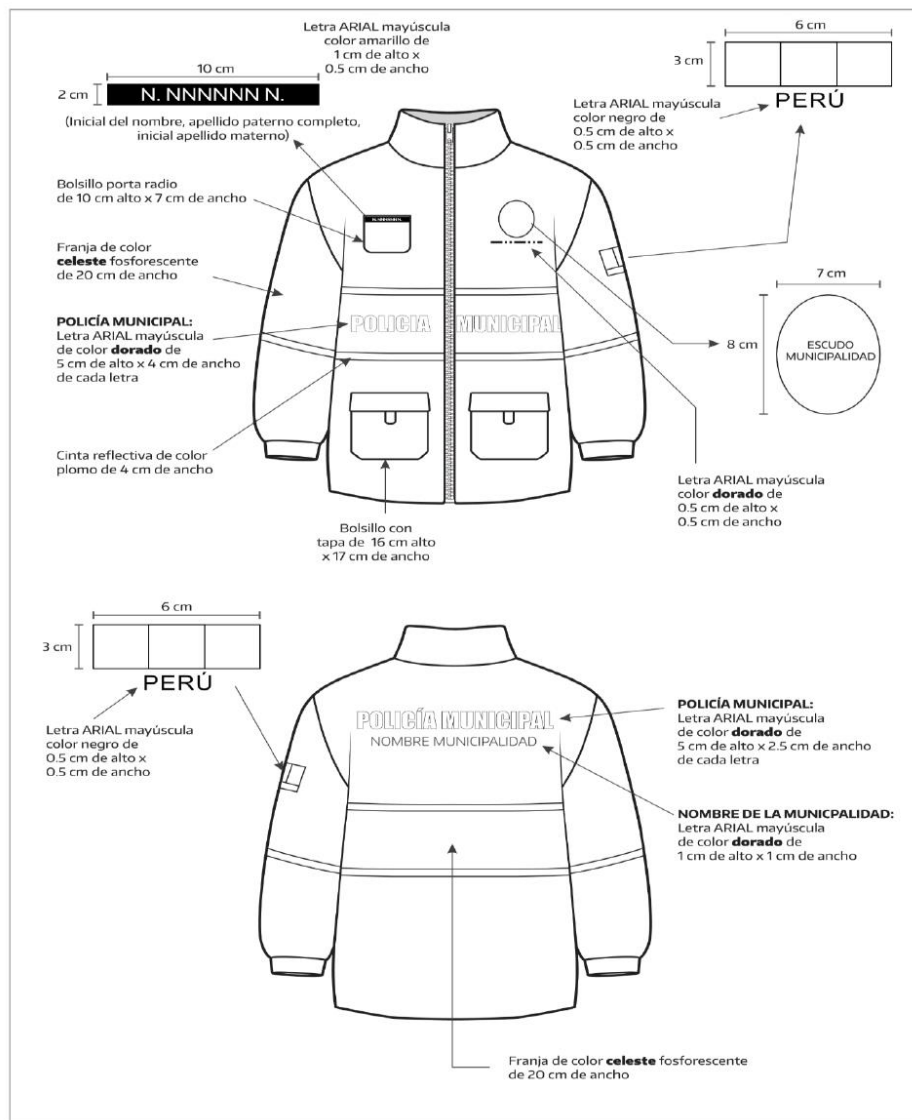 Letra ARIAL mayúscula
color amarillo de
1 cm de alto x
0.5 cm de ancho
10 cm
2 cm
N. NNNNNN N.
(Inicial del nombre, apellido paterno completo,
inicial apellido materno)
6 cm
3 cm
PERÚ
Letra ARIAL mayúscula
color negro de
0.5 cm de alto x
0.5 cm de ancho
Bolsillo porta radio
de 10 cm alto x 7 cm de ancho
N. NNNNNN N.
Franja de color
celeste fosforescente
de 20 cm de ancho
POLICÍA MUNICIPAL:
Letra ARIAL mayúscula
de color dorado de
5 cm de alto x 4 cm de ancho
de cada letra
POLICIA MUNICIPAL
7 cm
8 cm
ESCUDO
MUNICIPALIDAD
Cinta reflectiva de color
plomo de 4 cm de ancho
Bolsillo con
tapa de 16 cm alto
x 17 cm de ancho
Letra ARIAL mayúscula
color dorado de
0.5 cm de alto x
0.5 cm de ancho
6 cm
3 cm
PERÚ
Letra ARIAL mayúscula
color negro de
0.5 cm de alto x
0.5 cm de ancho
POLICÍA MUNICIPAL
NOMBRE MUNICIPALIDAD
POLICÍA MUNICIPAL:
Letra ARIAL mayúscula
de color dorado de
5 cm de alto x 2.5 cm de ancho
de cada letra
NOMBRE DE LA MUNICPALIDAD:
Letra ARIAL mayúscula
de color dorado de
1 cm de alto x 1 cm de ancho
Franja de color celeste fosforescente
de 20 cm de ancho